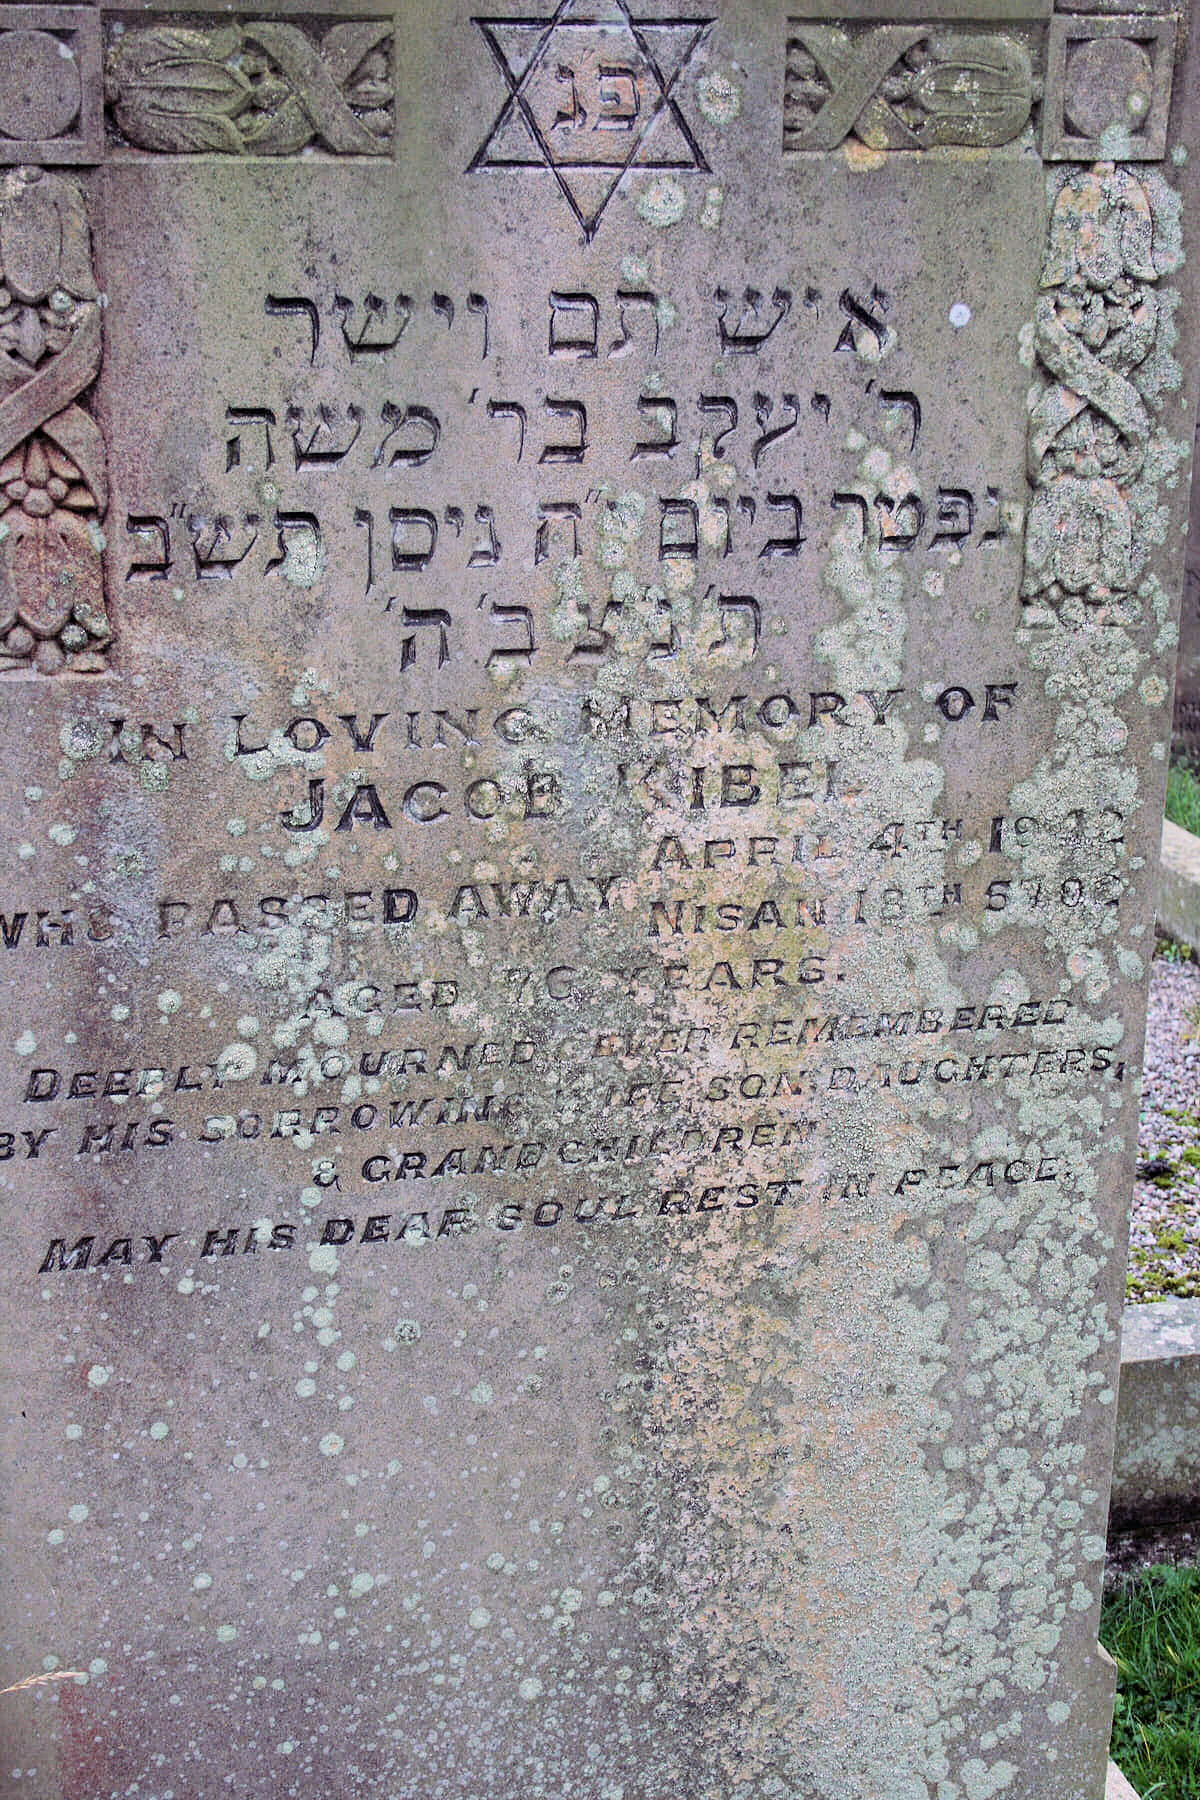 פ'נ
איש תם וישר
ר' יעקב בר' משה
נפטר ביום י"ה ניסן תש"ב
ת' נ' צ' ב' ה'
IN LOVING MEMORY OF
JACOB KIBEL
WHO PASSED AWAY APRIL 4TH 1942
NISAN 18TH 5702
AGED 76 YEARS.
DEEPLY MOURNED & EVER REMEMBERED
BY HIS SORROWING WIFE, SON, DAUGHTERS,
& GRANDCHILDREN
MAY HIS DEAR SOUL REST IN PEACE.